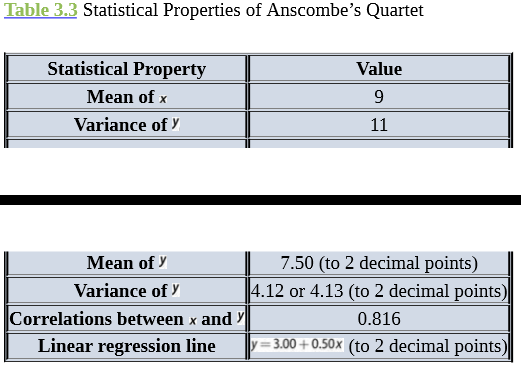 Table 3.3 Statistical Properties of Anscombe’s Quartet
Statistical Property Value
Mean of x 9
Variance of y 11
Mean of y 7.50 (to 2 decimal points)
Variance of y 4.12 or 4.13 (to 2 decimal points)
Correlations between x and y 0.816
Linear regression line y = 3.00 + 0.50x (to 2 decimal points)